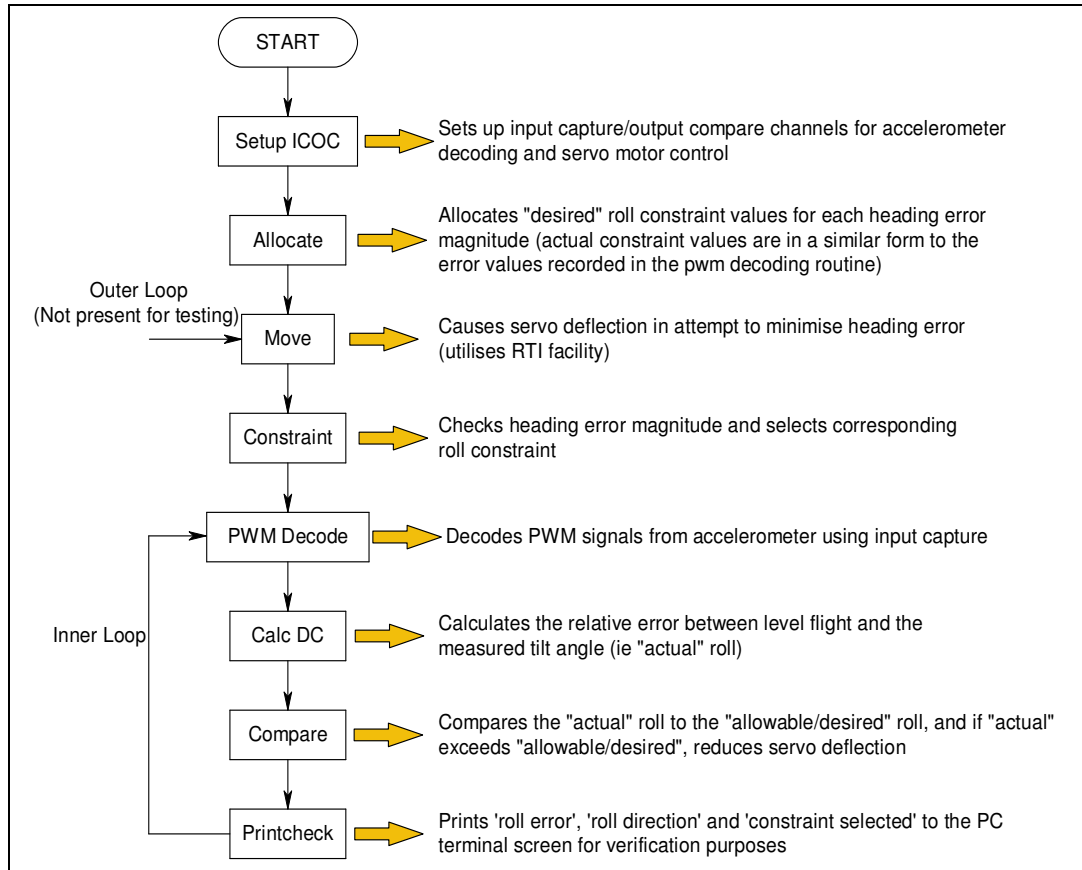 START
Setup ICOC
Sets up input capture/output compare channels for accelerometer
decoding and servo motor control
Allocate
Allocates "desired" roll constraint values for each heading error
magnitude (actual constraint values are in a similar form to the
error values recorded in the pwm decoding routine)
Outer Loop
(Not present for testing)
Move
Causes servo deflection in attempt to minimise heading error
(utilises RTI facility)
Constraint
Checks heading error magnitude and selects corresponding
roll constraint
PWM Decode
Decodes PWM signals from accelerometer using input capture
Inner Loop
Calc DC
Calculates the relative error between level flight and the
measured tilt angle (ie "actual" roll)
Compare
Compares the "actual" roll to the "allowable/desired" roll, and if "actual"
exceeds "allowable/desired", reduces servo deflection
Printcheck
Prints 'roll error', 'roll direction' and 'constraint selected' to the PC
terminal screen for verification purposes